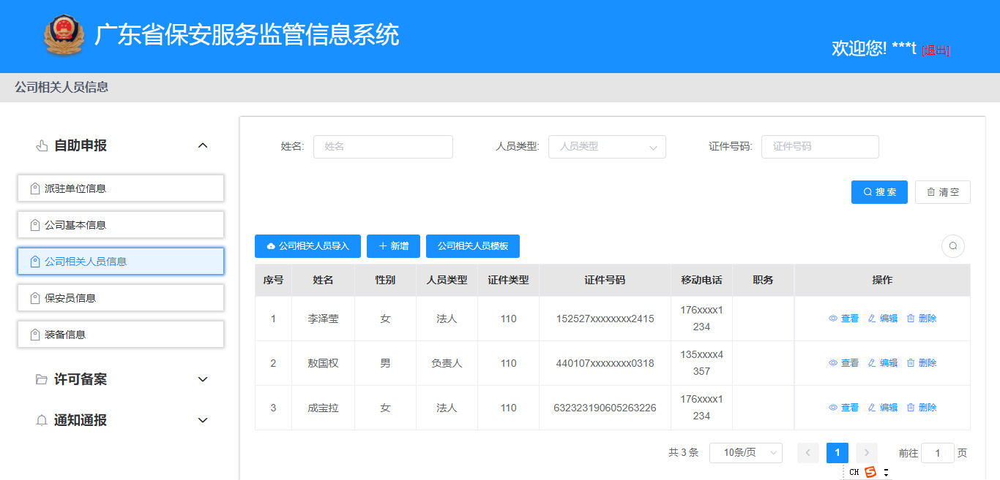 广东省保安服务监管信息系统
欢迎您! ***t [退出]
公司相关人员信息
自助申报
派驻单位信息
公司基本信息
公司相关人员信息
保安员信息
装备信息
许可备案
通知通报
姓名: 姓名 人员类型: 人员类型 证件号码: 证件号码
搜 索 清 空
公司相关人员导入 新增 公司相关人员模板
序号 姓名 性别 人员类型 证件类型 证件号码 移动电话 职务 操作
1 李泽莹 女 法人 110 152527xxxxxxxx2415 176xxxx1234 查看 编辑 删除
2 敖国权 男 负责人 110 440107xxxxxxxx0318 135xxxx4357 查看 编辑 删除
3 成宝拉 女 法人 110 632323190605263226 176xxxx1234 查看 编辑 删除
共 3 条 10条/页 1 前往 1 页
CH S